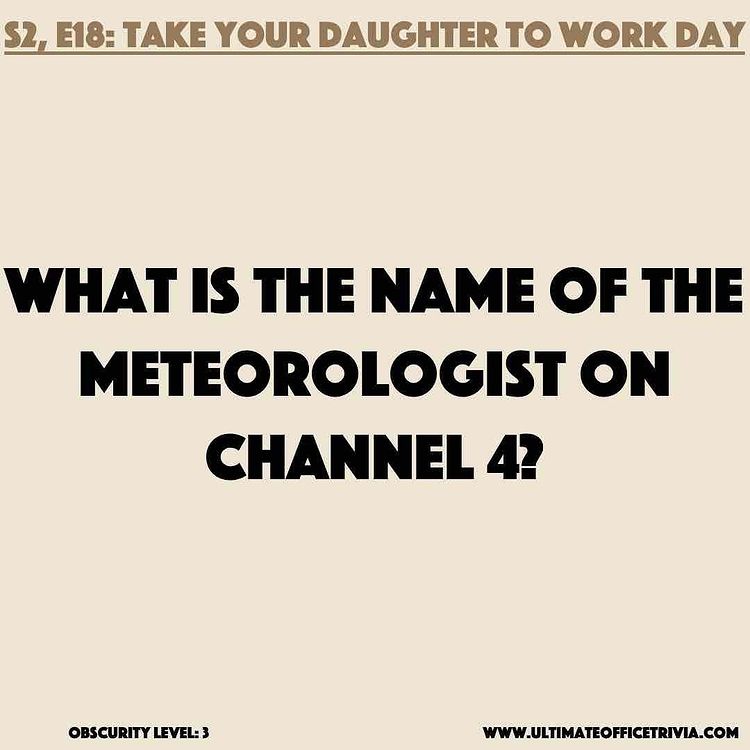 S2, E18: TAKE YOUR DAUGHTER TO WORK DAY
WHAT IS THE NAME OF THE
METEOROLOGIST ON
CHANNEL 4?
OBSCURITY LEVEL: 3
WWW.ULTIMATEOFFICETRIVIA.COM